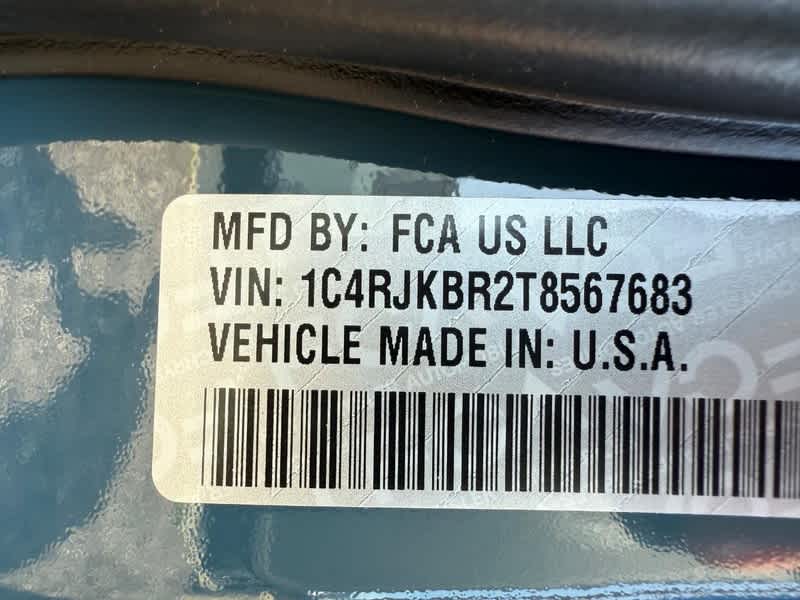 MFD BY: FCA US LLC
VIN: 1C4RJKBR2T8567683
VEHICLE MADE IN: U.S.A.